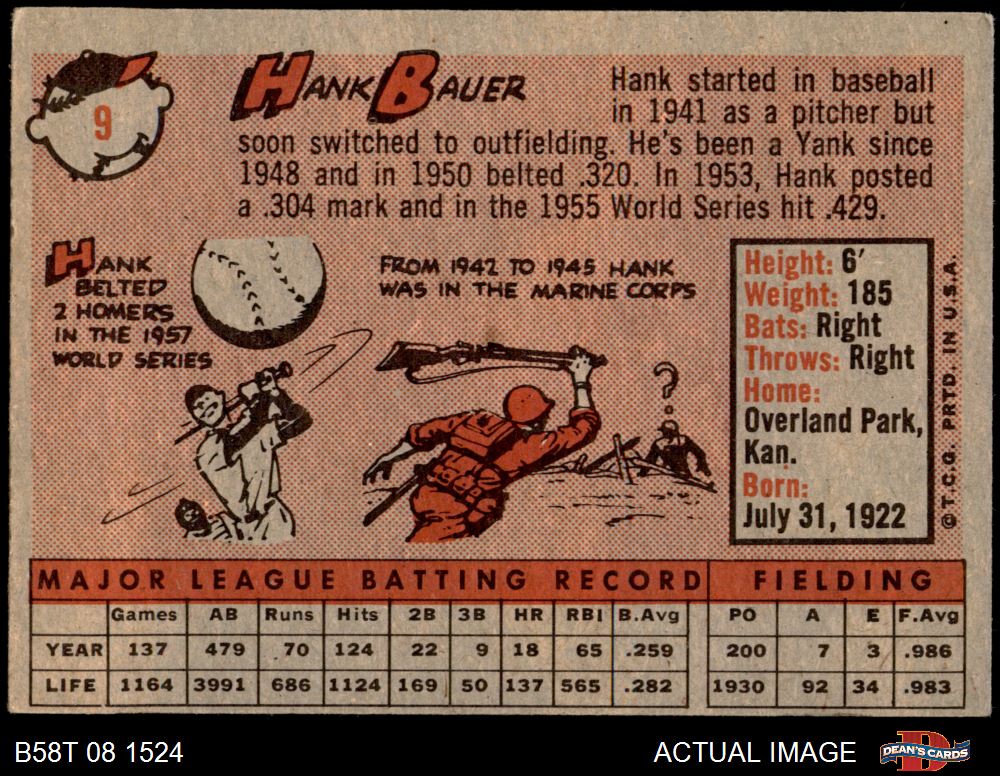 9
HANK BAUER
Hank started in baseball
in 1941 as a pitcher but
soon switched to outfielding. He's been a Yank since
1948 and in 1950 belted .320. In 1953, Hank posted
a .304 mark and in the 1955 World Series hit .429.
HANK
BELTED
2 HOMERS
IN THE 1957
WORLD SERIES
FROM 1942 TO 1945 HANK
WAS IN THE MARINE CORPS
?
Height: 6'
Weight: 185
Bats: Right
Throws: Right
Home:
Overland Park,
Kan.
Born:
July 31, 1922
© T.C.G. PRTD. IN U.S.A.
MAJOR LEAGUE BATTING RECORD FIELDING
Games AB Runs Hits 2B 3B HR RBI B.Avg PO A E F.Avg
YEAR 137 479 70 124 22 9 18 65 .259 200 7 3 .986
LIFE 1164 3991 686 1124 169 50 137 565 .282 1930 92 34 .983
B58T 08 1524
ACTUAL IMAGE
DEAN'S CARDS